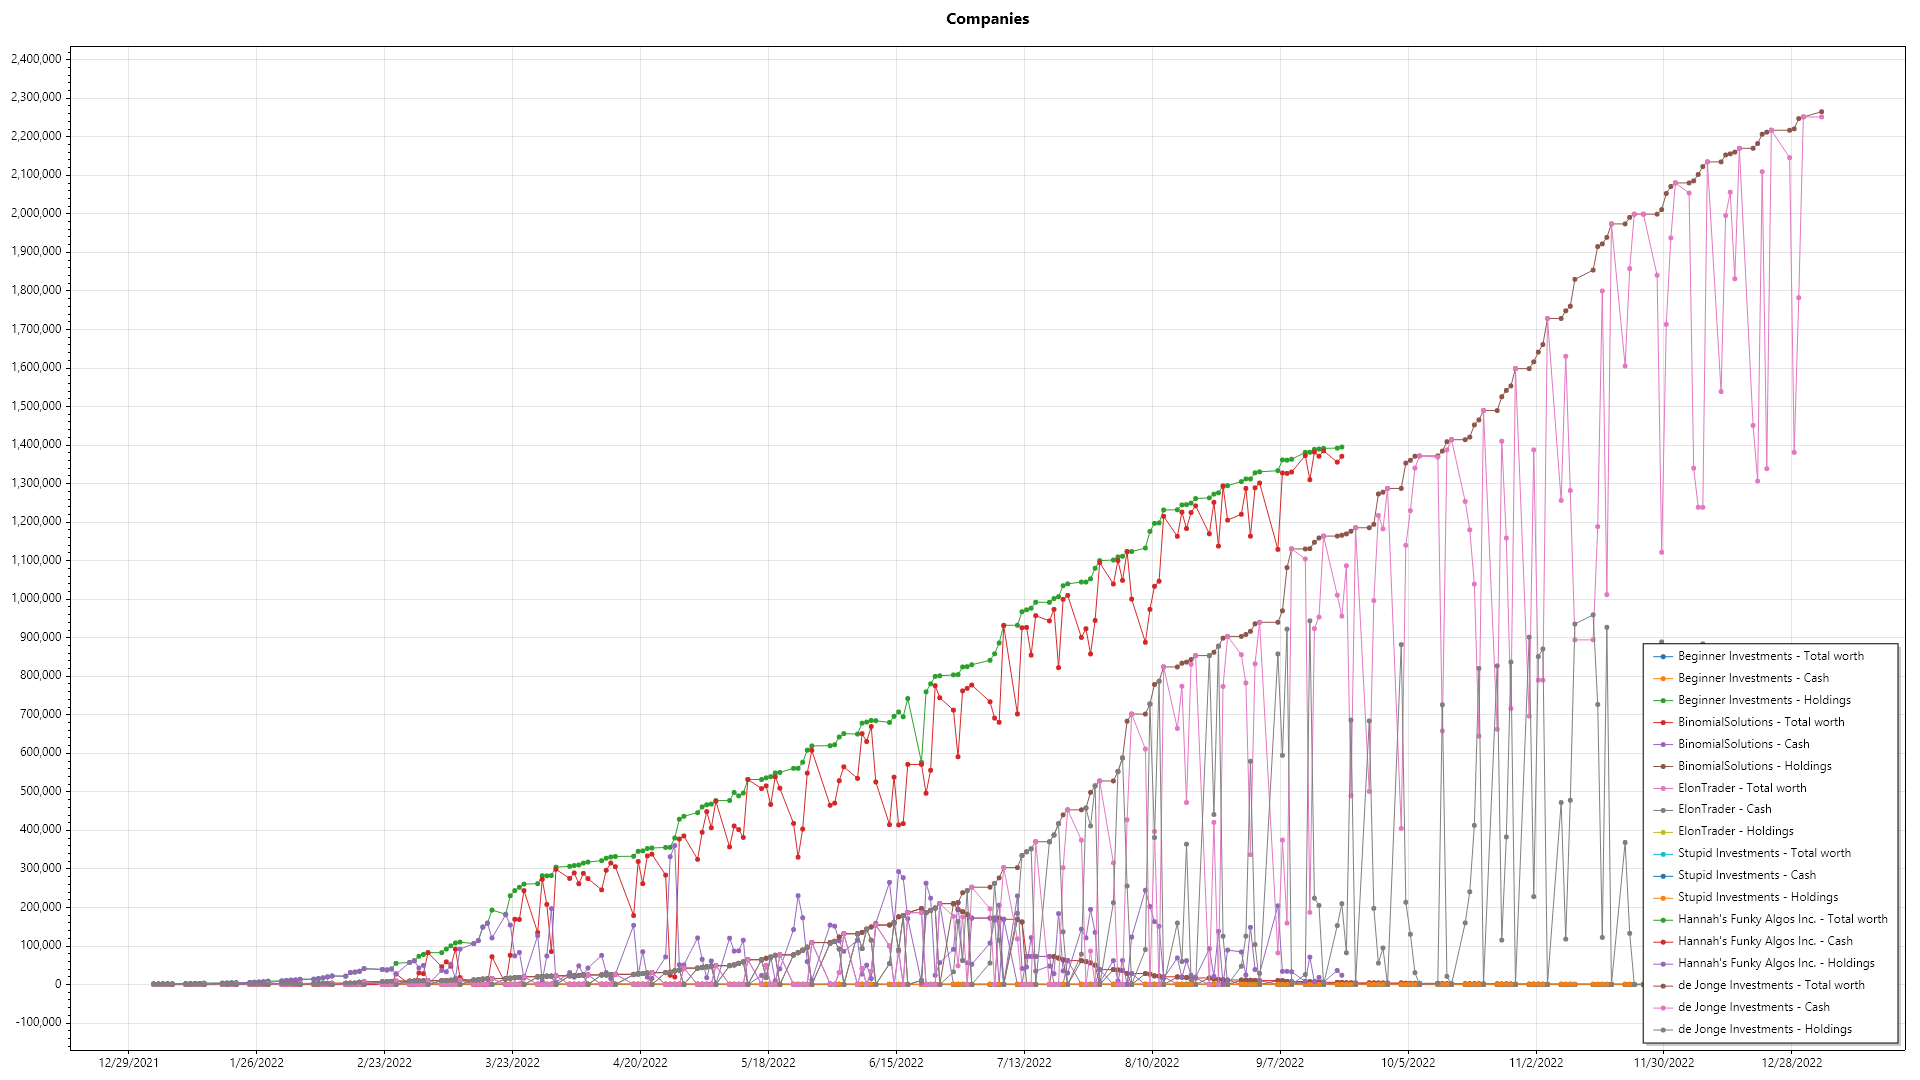 Companies
2,400,000
2,300,000
2,200,000
2,100,000
2,000,000
1,900,000
1,800,000
1,700,000
1,600,000
1,500,000
1,400,000
1,300,000
1,200,000
1,100,000
1,000,000
900,000
800,000
700,000
600,000
500,000
400,000
300,000
200,000
100,000
0
-100,000
12/29/2021
1/26/2022
2/23/2022
3/23/2022
4/20/2022
5/18/2022
6/15/2022
7/13/2022
8/10/2022
9/7/2022
10/5/2022
11/2/2022
11/30/2022
12/28/2022
Beginner Investments - Total worth
Beginner Investments - Cash
Beginner Investments - Holdings
BinomialSolutions - Total worth
BinomialSolutions - Cash
BinomialSolutions - Holdings
ElonTrader - Total worth
ElonTrader - Cash
ElonTrader - Holdings
Stupid Investments - Total worth
Stupid Investments - Cash
Stupid Investments - Holdings
Hannah's Funky Algos Inc. - Total worth
Hannah's Funky Algos Inc. - Cash
Hannah's Funky Algos Inc. - Holdings
de Jonge Investments - Total worth
de Jonge Investments - Cash
de Jonge Investments - Holdings